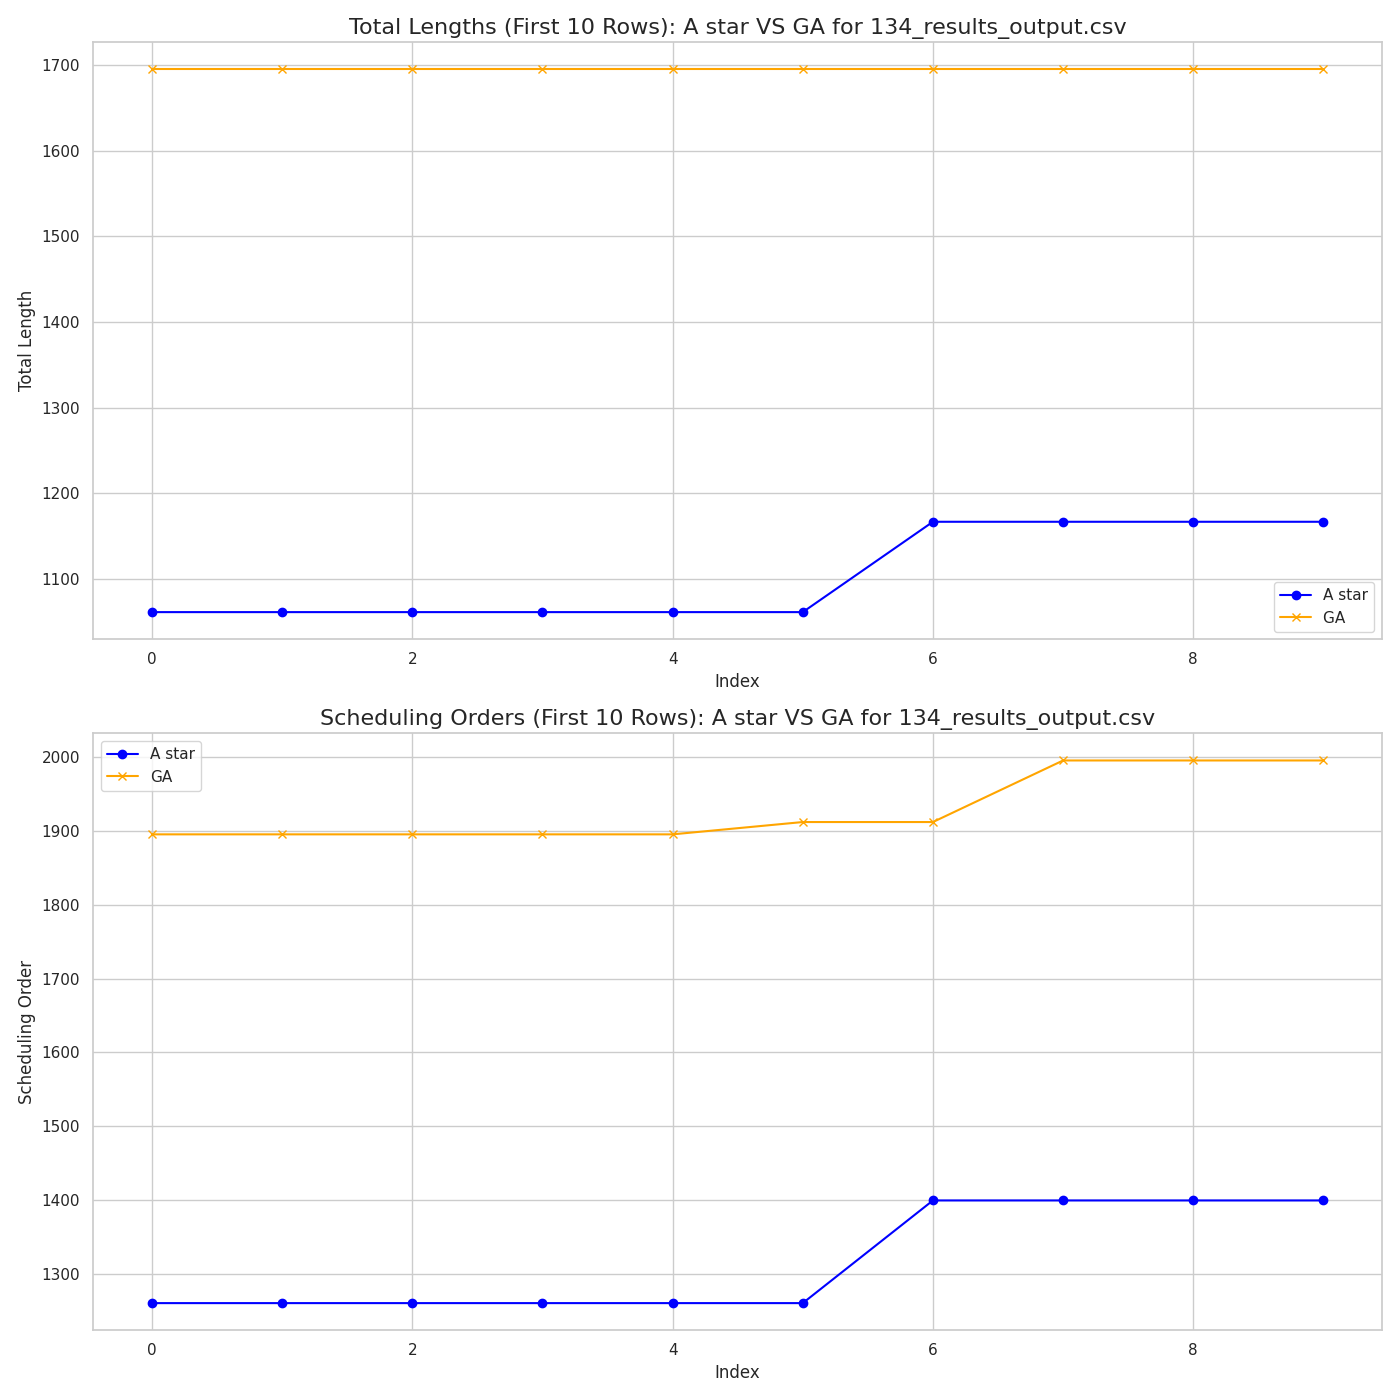 Total Lengths (First 10 Rows): A star VS GA for 134_results_output.csv
1700
1600
1500
1400
1300
1200
1100
Total Length
A star
GA
0 2 4 6 8
Index
Scheduling Orders (First 10 Rows): A star VS GA for 134_results_output.csv
A star
GA
2000
1900
1800
1700
1600
1500
1400
1300
Scheduling Order
0 2 4 6 8
Index